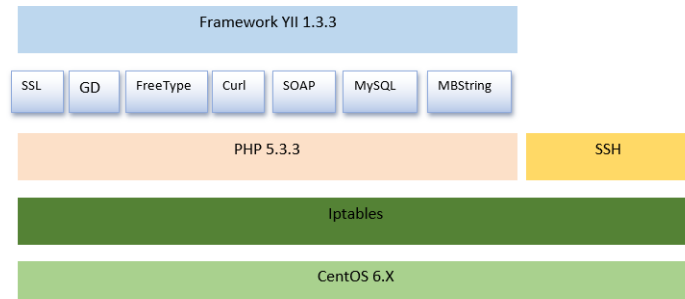 Framework YII 1.3.3
SSL GD FreeType Curl SOAP MySQL MBString
PHP 5.3.3 SSH
Iptables
CentOS 6.X